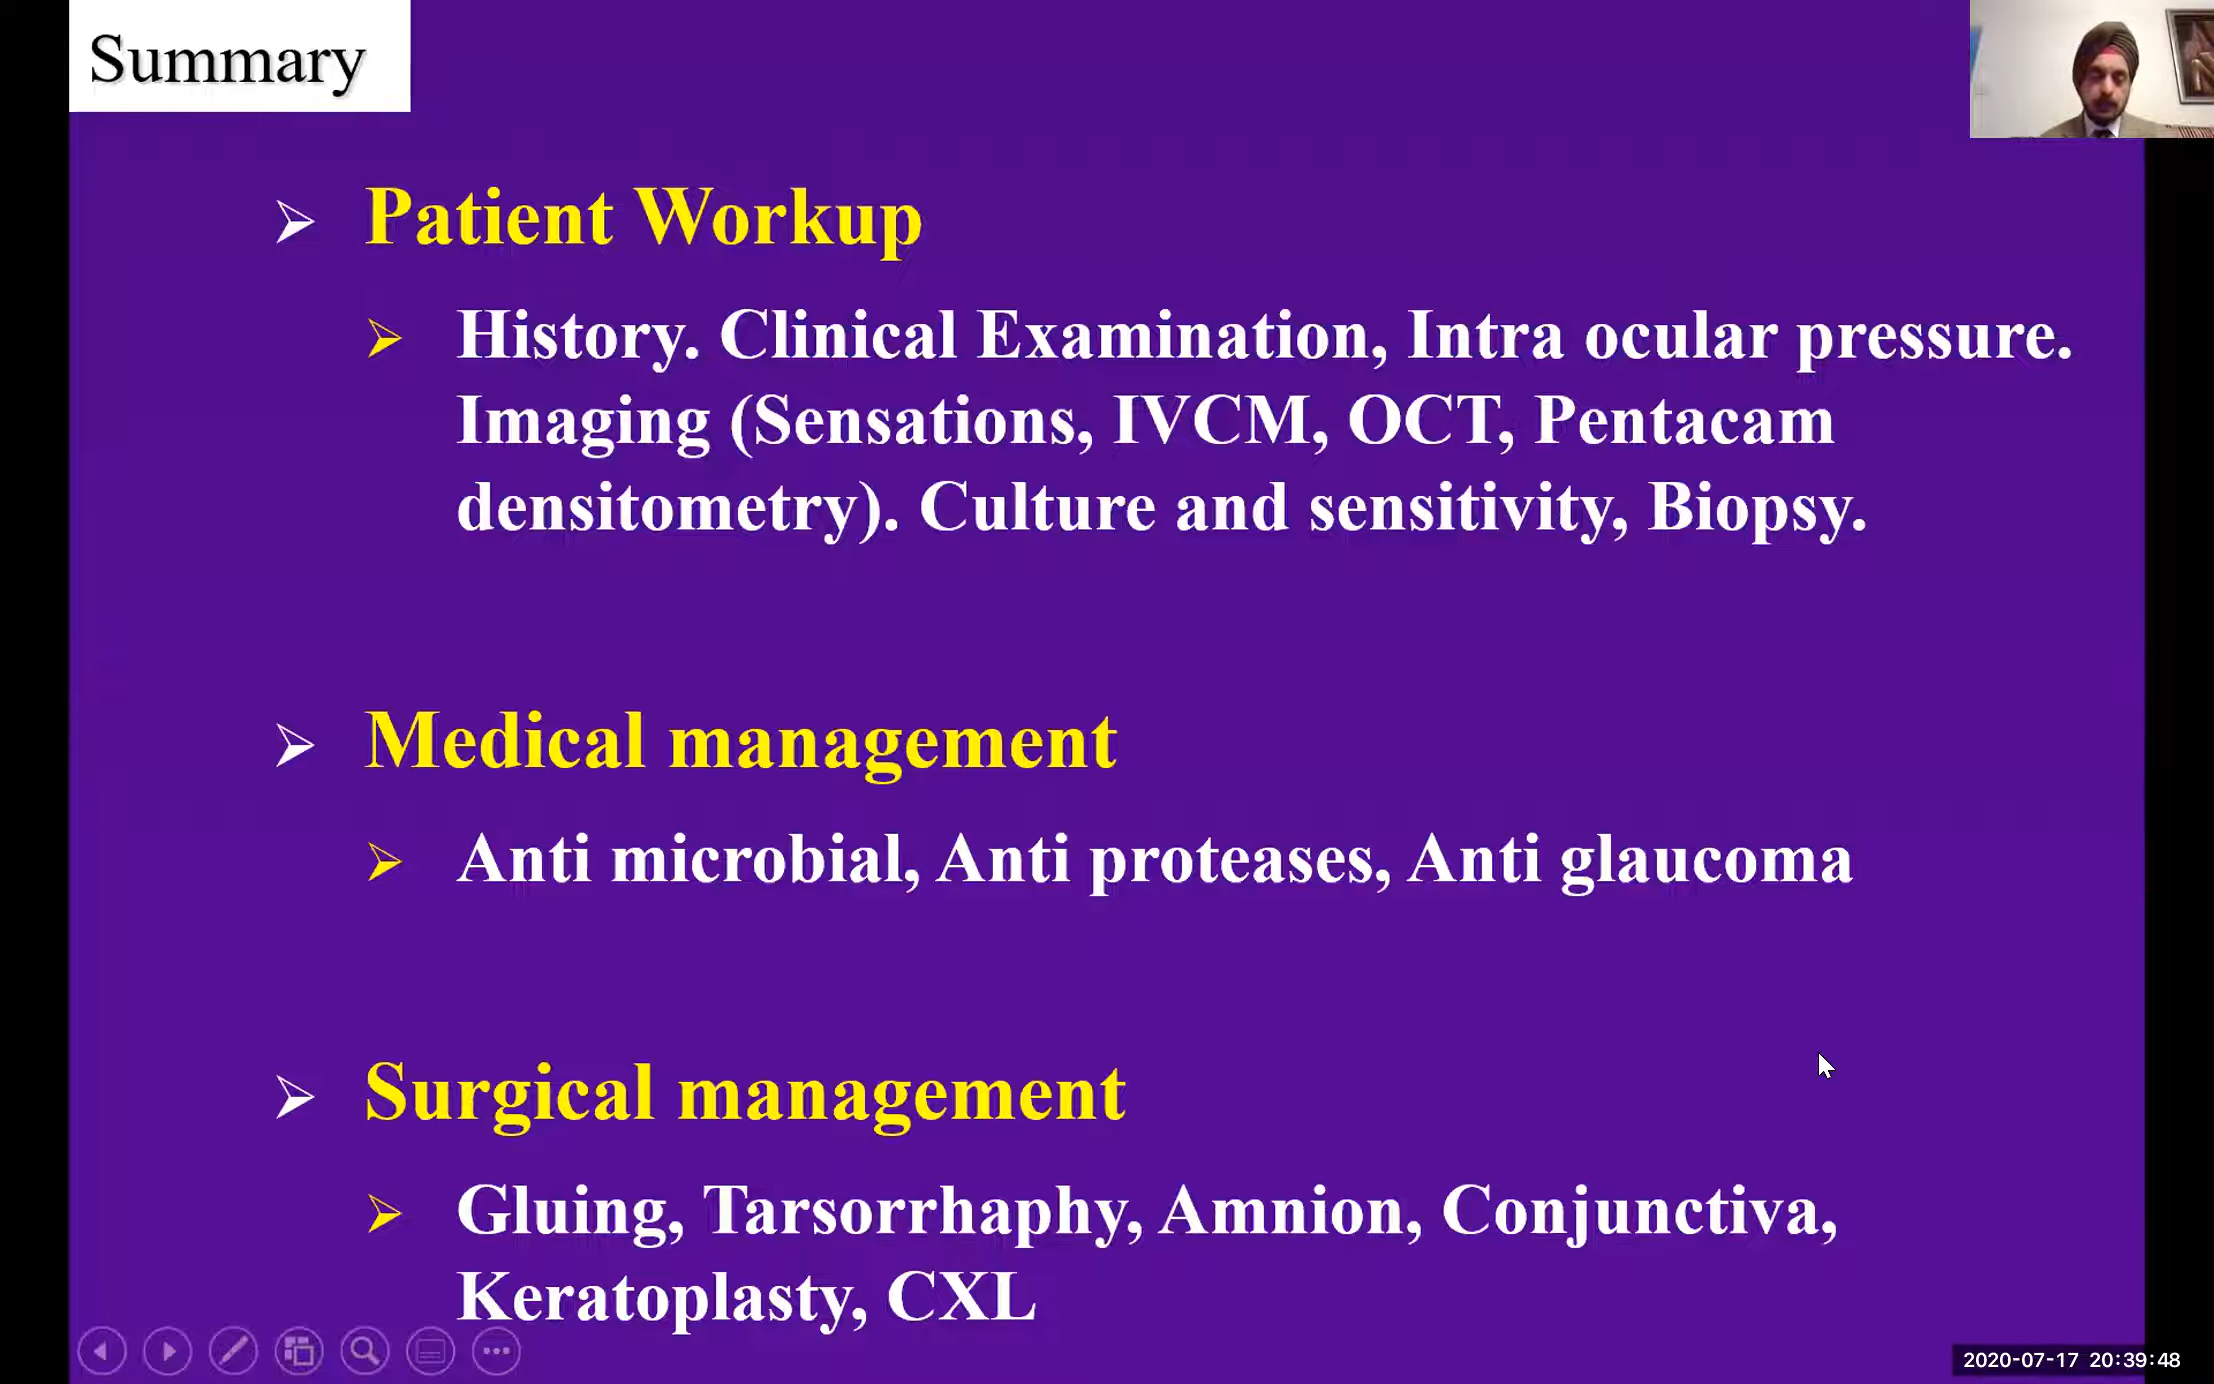 Summary
Patient Workup
History. Clinical Examination, Intra ocular pressure.
Imaging (Sensations, IVCM, OCT, Pentacam
densitometry). Culture and sensitivity, Biopsy.
Medical management
Anti microbial, Anti proteases, Anti glaucoma
Surgical management
Gluing, Tarsorrhaphy, Amnion, Conjunctiva,
Keratoplasty, CXL
2020-07-17 20:39:48